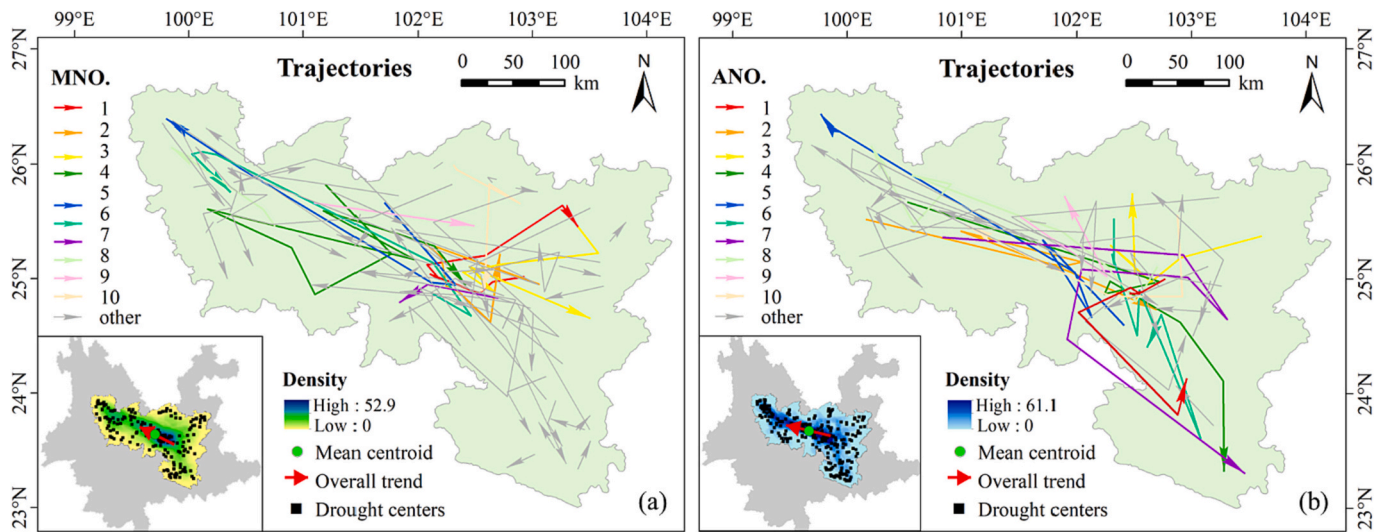 99°E 100°E 101°E 102°E 103°E 104°E
27°N
26°N
25°N
24°N
23°N
MNO.
1
2
3
4
5
6
7
8
9
10
other
Trajectories
0 50 100
km
N
Density
High : 52.9
Low : 0
Mean centroid
Overall trend
Drought centers
(a)
99°E 100°E 101°E 102°E 103°E 104°E
ANO.
1
2
3
4
5
6
7
8
9
10
other
Trajectories
0 50 100
km
N
Density
High : 61.1
Low : 0
Mean centroid
Overall trend
Drought centers
(b)
27°N
26°N
25°N
24°N
23°N